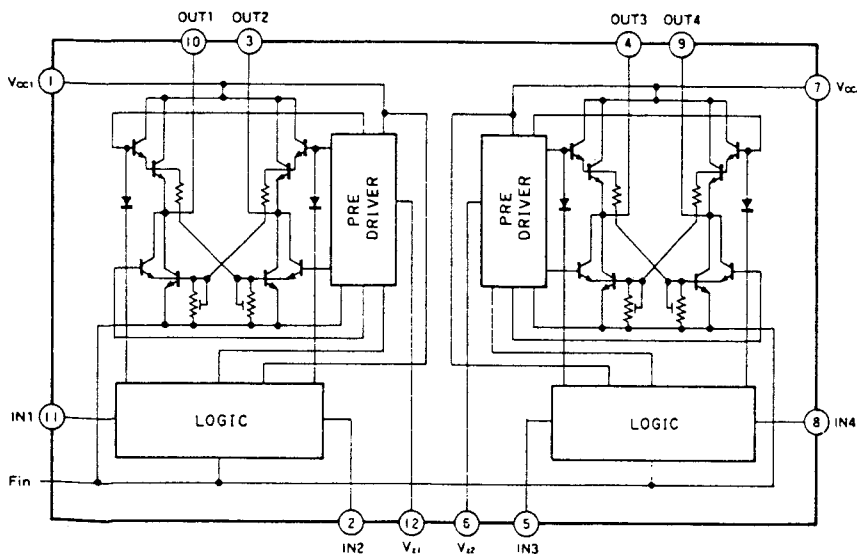 OUT1 OUT2 OUT3 OUT4
10 3 4 9
VCC1 1 7 VCC
PRE DRIVER
PRE DRIVER
IN1 11 LOGIC LOGIC 8 IN4
Fin
2 12 6 5
IN2 Vz1 Vz2 IN3